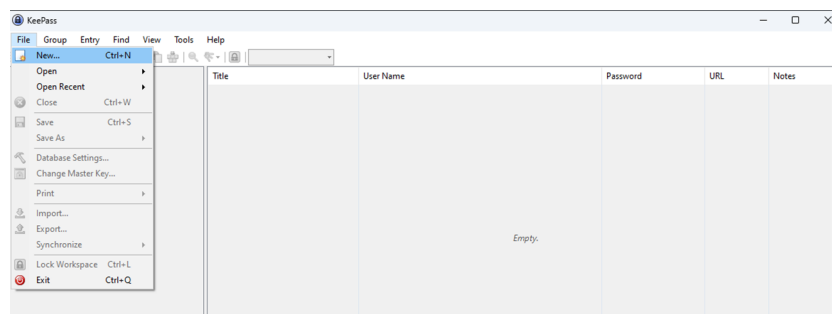 KeePass
File Group Entry Find View Tools Help
New... Ctrl+N
Open
Open Recent
Close Ctrl+W
Save Ctrl+S
Save As
Database Settings...
Change Master Key...
Print
Import...
Export...
Synchronize
Lock Workspace Ctrl+L
Exit Ctrl+Q
Title User Name Password URL Notes
Empty.